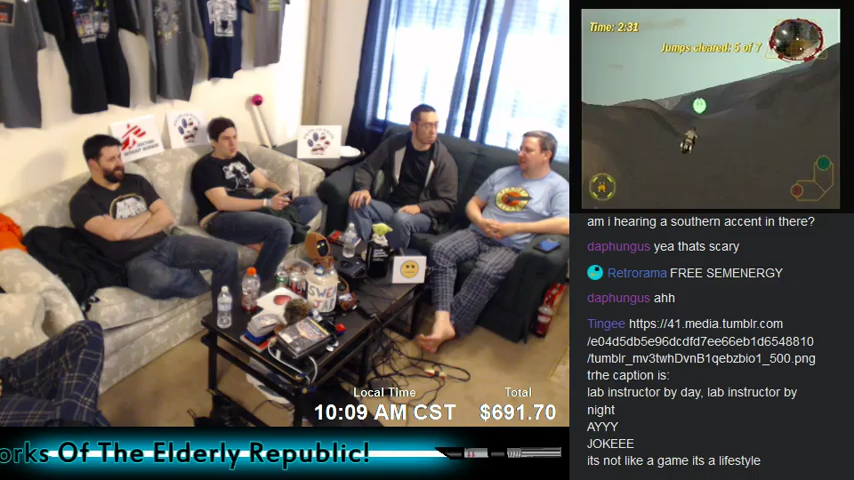 Time: 2:31
Jumps cleared: 5 of 7
am i hearing a southern accent in there?
daphungus yea thats scary
Retrorama FREE SEMENERGY
daphungus ahh
Tingee https://41.media.tumblr.com
/e04d5db5e96dcdfd7ee66eb1d6548810
/tumblr_mv3twhDvnB1qebzbio1_500.png
trhe caption is:
lab instructor by day, lab instructor by
night
AYYY
JOKEEE
its not like a game its a lifestyle
SWEAR
Local Time
10:09 AM CST
Total
$691.70
orks Of The Elderly Republic!